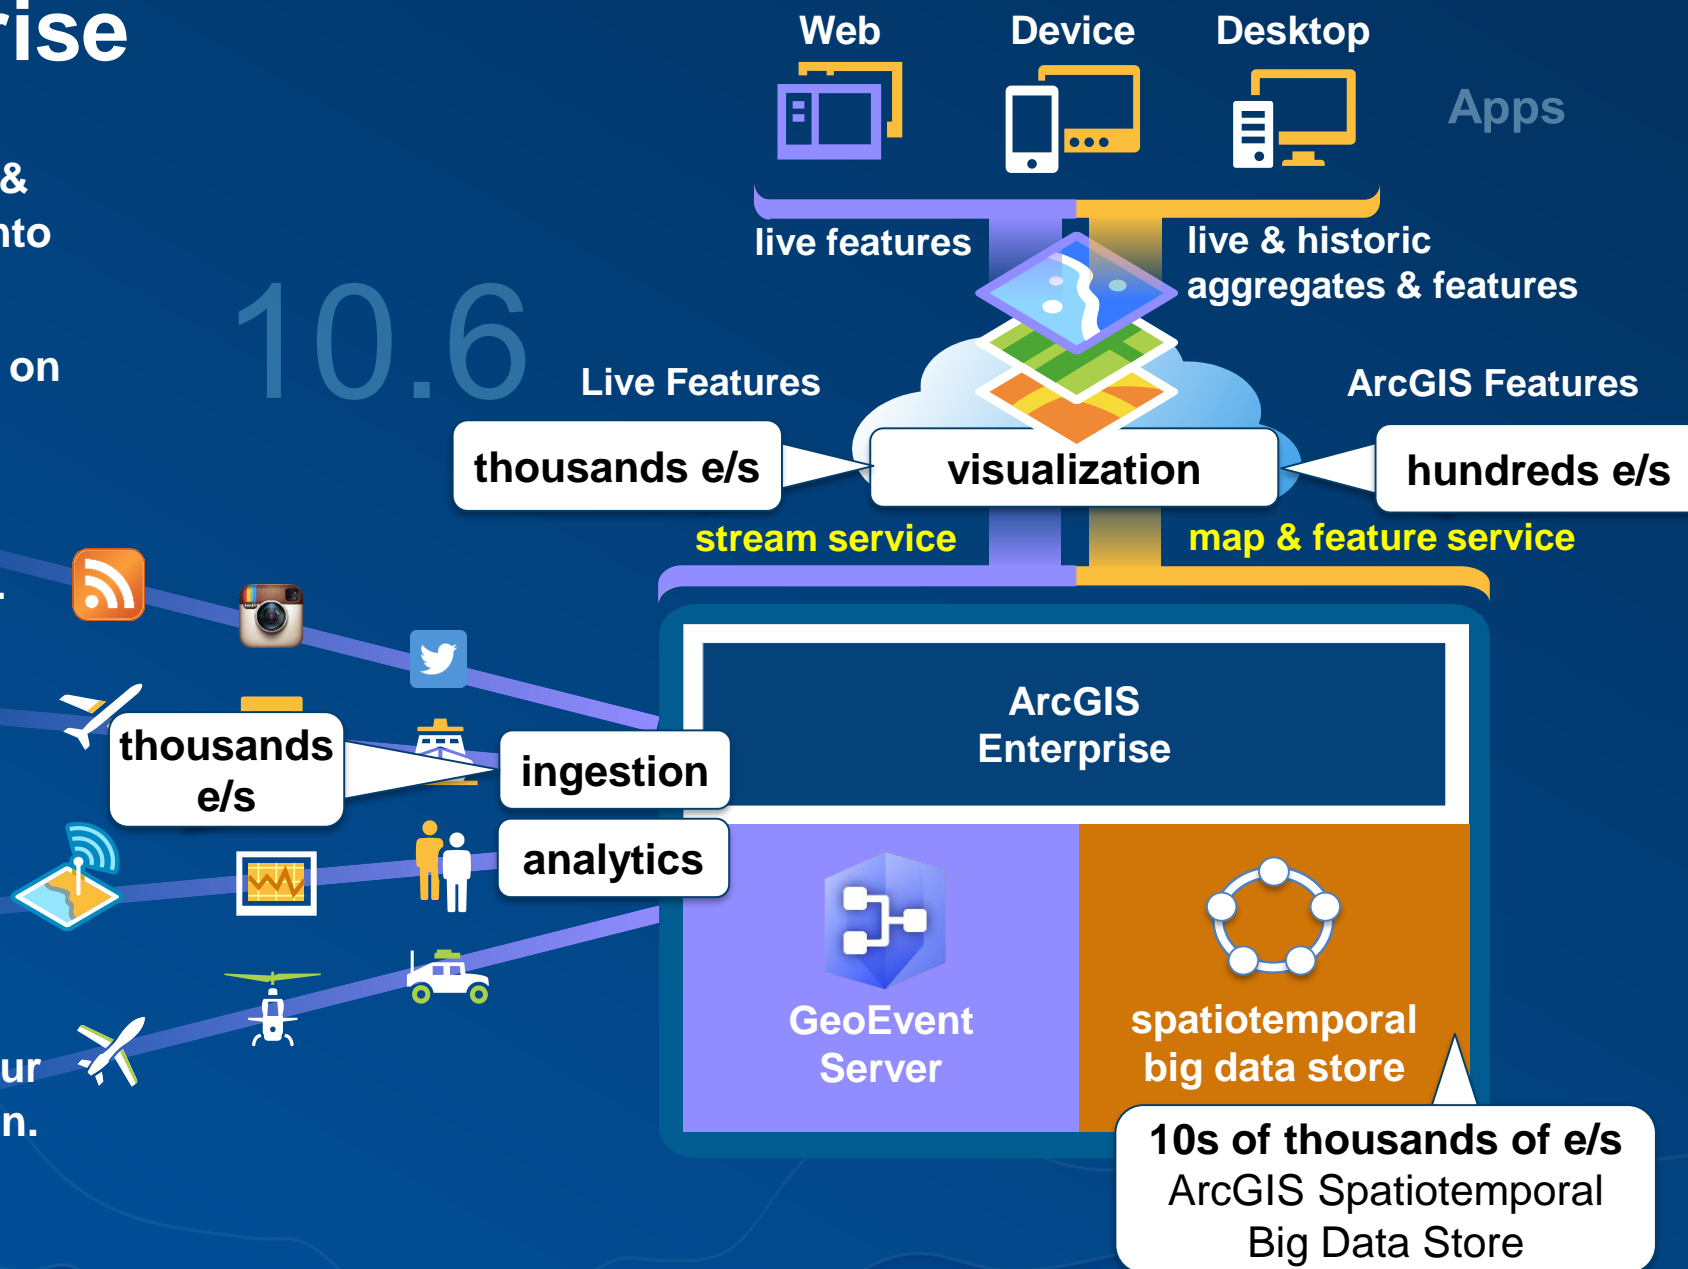 rise
&
nto
on
.
ur
n.
10.6
Web
Device
Desktop
Apps
live features
live & historic
aggregates & features
Live Features
ArcGIS Features
thousands e/s
visualization
hundreds e/s
stream service
map & feature service
ArcGIS
Enterprise
thousands
e/s
ingestion
analytics
GeoEvent
Server
spatiotemporal
big data store
10s of thousands of e/s
ArcGIS Spatiotemporal
Big Data Store